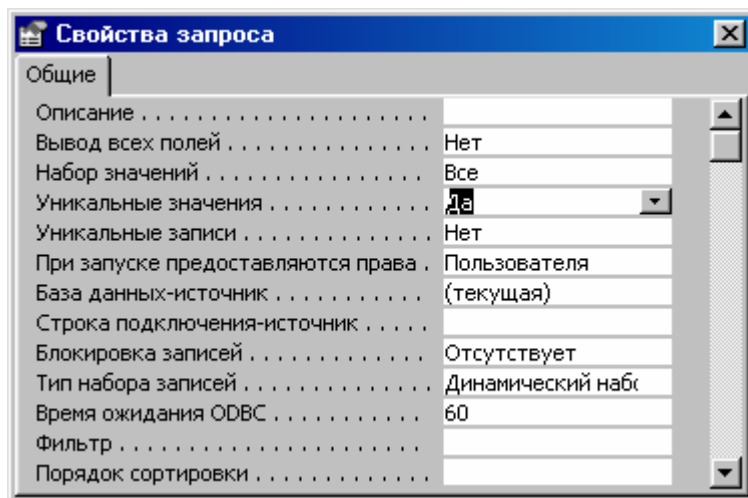 Свойства запроса
Общие
Описание . . . . . . . . . . . . . . . . . . . . .
Вывод всех полей . . . . . . . . . . . . . . . Нет
Набор значений . . . . . . . . . . . . . . . . Все
Уникальные значения . . . . . . . . . . . . Да
Уникальные записи . . . . . . . . . . . . . . Нет
При запуске предоставляются права . Пользователя
База данных-источник . . . . . . . . . . . (текущая)
Строка подключения-источник . . . . .
Блокировка записей . . . . . . . . . . . . . Отсутствует
Тип набора записей . . . . . . . . . . . . . . Динамический набо
Время ожидания ODBC . . . . . . . . . . . 60
Фильтр . . . . . . . . . . . . . . . . . . . . . .
Порядок сортировки . . . . . . . . . . . . .